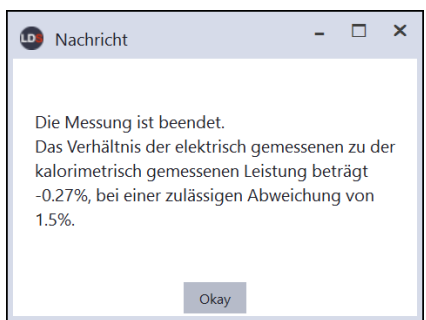 LDS
Nachricht
Die Messung ist beendet.
Das Verhältnis der elektrisch gemessenen zu der
kalorimetrisch gemessenen Leistung beträgt
-0.27%, bei einer zulässigen Abweichung von
1.5%.
Okay